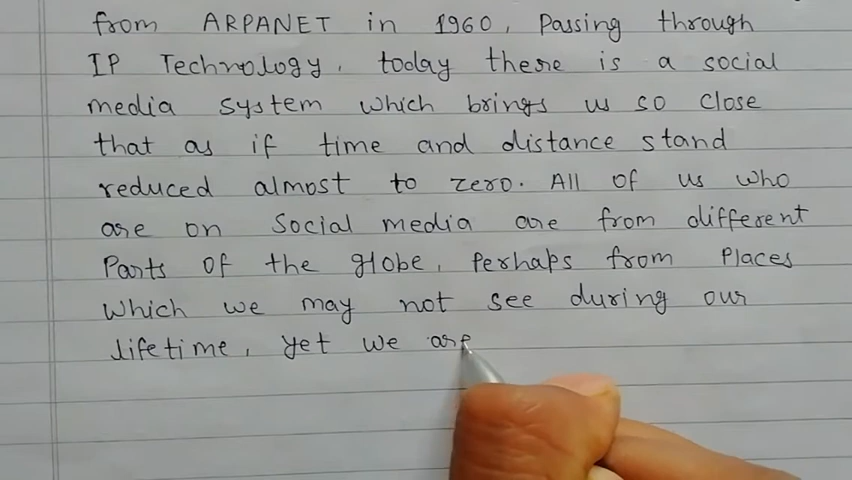 from ARPANET in 1960, Passing through
IP Technology, today there is a social
media system which brings us so close
that as if time and distance stand
reduced almost to zero. All of us who
are on Social media are from different
Parts of the globe, Perhaps from Places
which we may not see during our
lifetime, yet we are